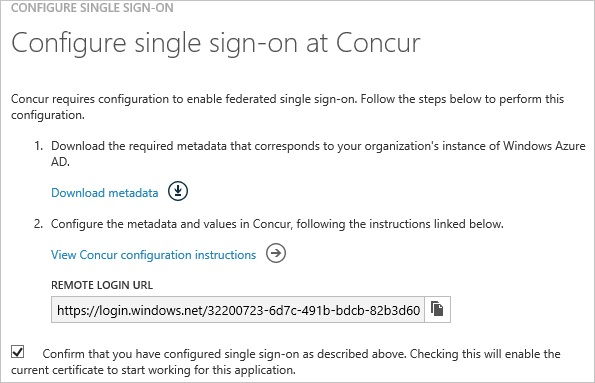 CONFIGURE SINGLE SIGN-ON
Configure single sign-on at Concur
Concur requires configuration to enable federated single sign-on. Follow the steps below to perform this
configuration.
1. Download the required metadata that corresponds to your organization's instance of Windows Azure
AD.
Download metadata
2. Configure the metadata and values in Concur, following the instructions linked below.
View Concur configuration instructions
REMOTE LOGIN URL
https://login.windows.net/32200723-6d7c-491b-bdcb-82b3d60
Confirm that you have configured single sign-on as described above. Checking this will enable the
current certificate to start working for this application.